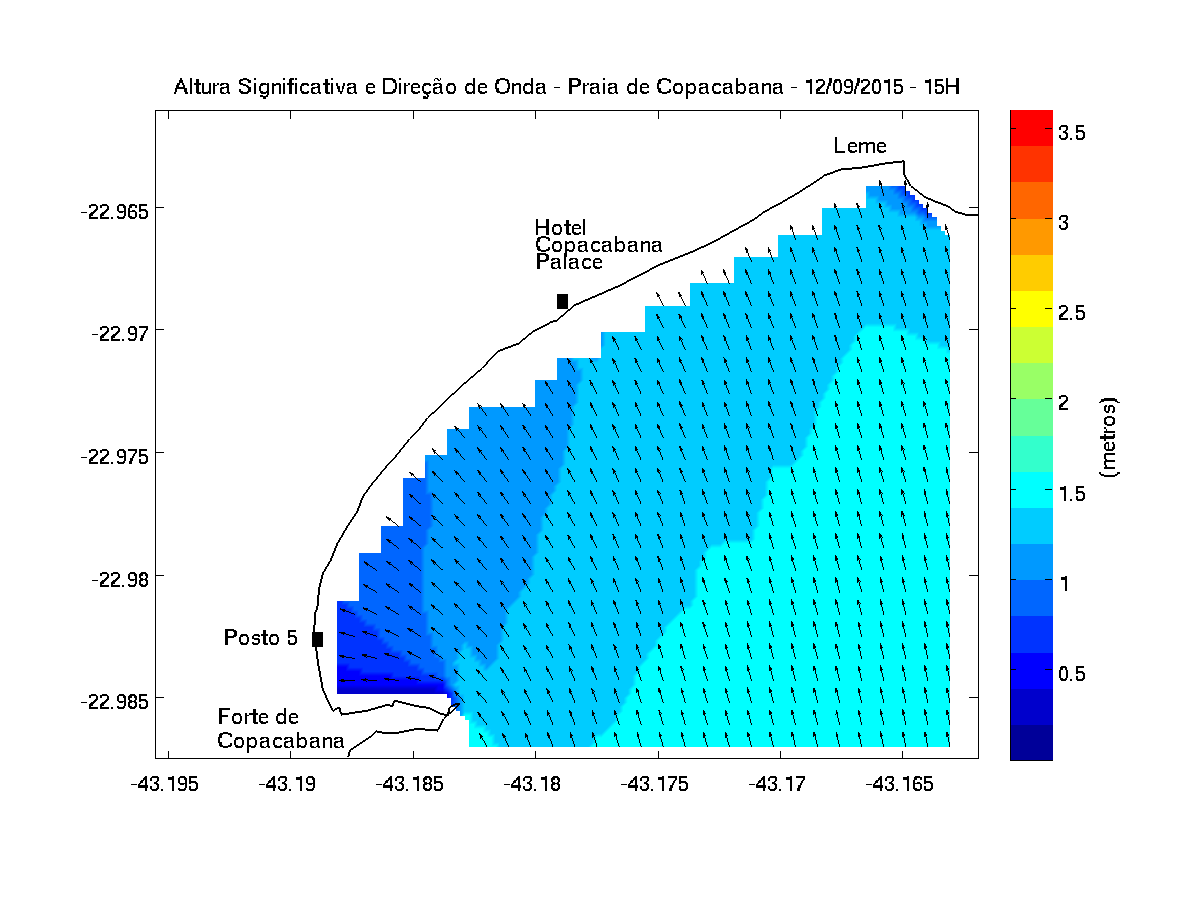 Altura Significativa e Direção de Onda - Praia de Copacabana - 12/09/2015 - 15H
Leme
Hotel
Copacabana
Palace
Posto 5
Forte de
Copacabana
-22.965
-22.97
-22.975
-22.98
-22.985
-43.195
-43.19
-43.185
-43.18
-43.175
-43.17
-43.165
3.5
3
2.5
2
1.5
1
0.5
(metros)